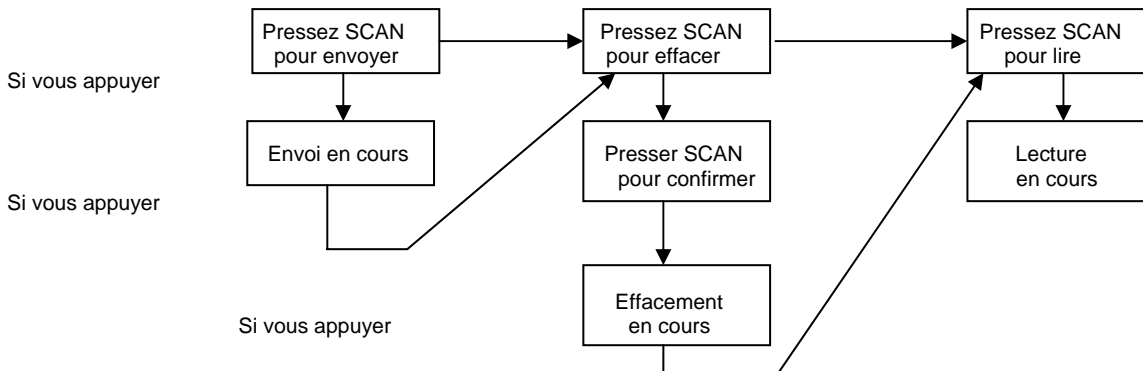 Pressez SCAN
pour envoyer
Pressez SCAN
pour effacer
Pressez SCAN
pour lire
Si vous appuyer
Envoi en cours
Presser SCAN
pour confirmer
Lecture
en cours
Si vous appuyer
Effacement
en cours
Si vous appuyer